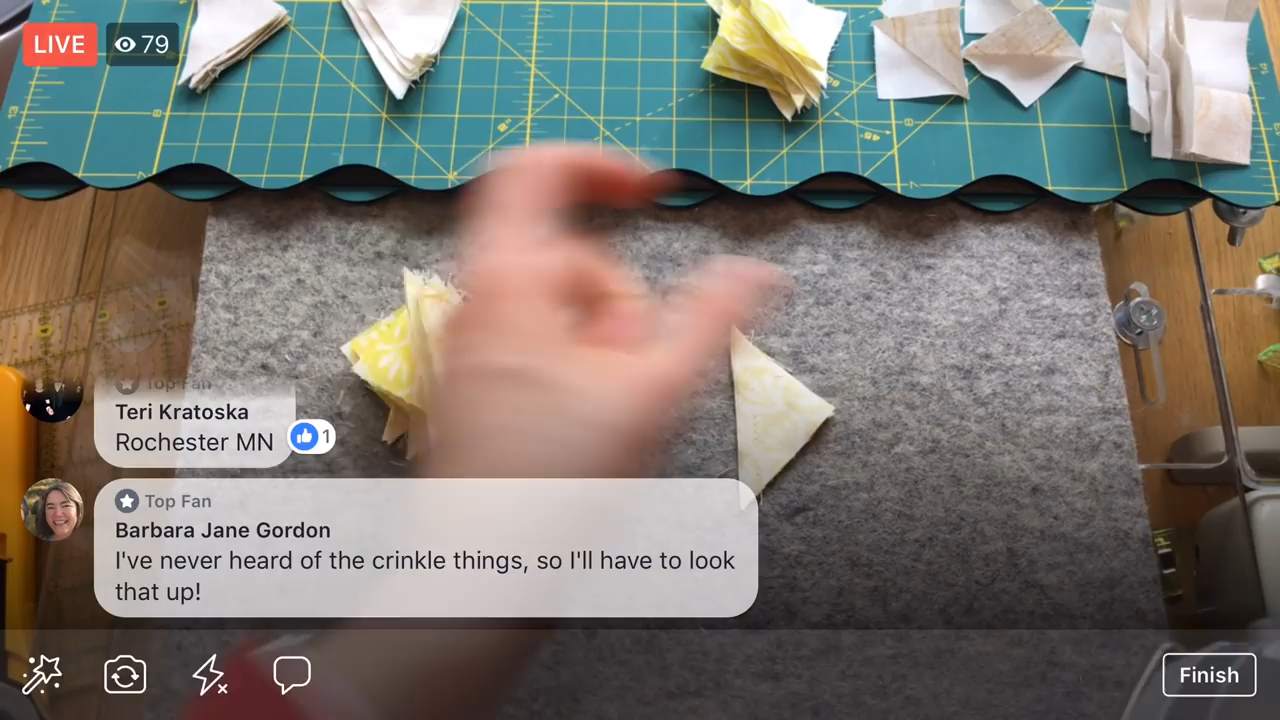 LIVE
79
Top Fan
Teri Kratoska
Rochester MN
1
Top Fan
Barbara Jane Gordon
I've never heard of the crinkle things, so I'll have to look
that up!
Finish